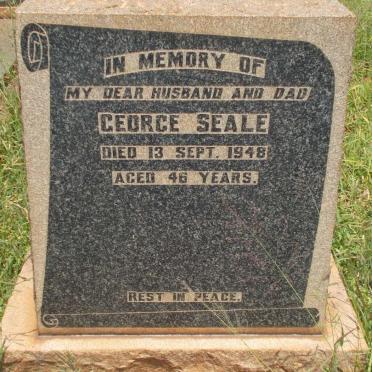 IN MEMORY OF
MY DEAR HUSBAND AND DAD
GEORGE SEALE
DIED 13 SEPT. 1948
AGED 46 YEARS.
REST IN PEACE.